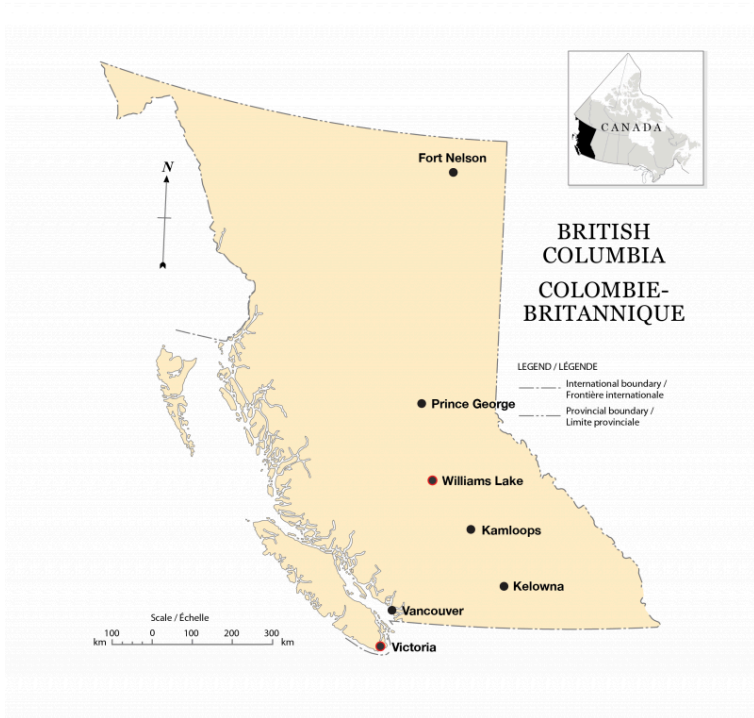 CANADA
BRITISH
COLUMBIA
COLOMBIE-
BRITANNIQUE
LEGEND / LÉGENDE
International boundary /
Frontière internationale
Provincial boundary /
Limite provinciale
N
Fort Nelson
Prince George
Williams Lake
Kamloops
Kelowna
Vancouver
Victoria
Scale / Échelle
km 100 0 100 200 300 km